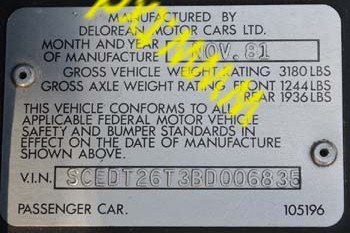 MANUFACTURED BY
DELOREAN MOTOR CARS LTD.
MONTH AND YEAR
OF MANUFACTURE NOV.81
GROSS VEHICLE WEIGHT RATING 3180 LBS
GROSS AXLE WEIGHT RATING FRONT 1244 LBS
REAR 1936 LBS
THIS VEHICLE CONFORMS TO ALL
APPLICABLE FEDERAL MOTOR VEHICLE
SAFETY AND BUMPER STANDARDS IN
EFFECT ON THE DATE OF MANUFACTURE
SHOWN ABOVE.
V.I.N. SCEDT26T3BD006835
PASSENGER CAR. 105196